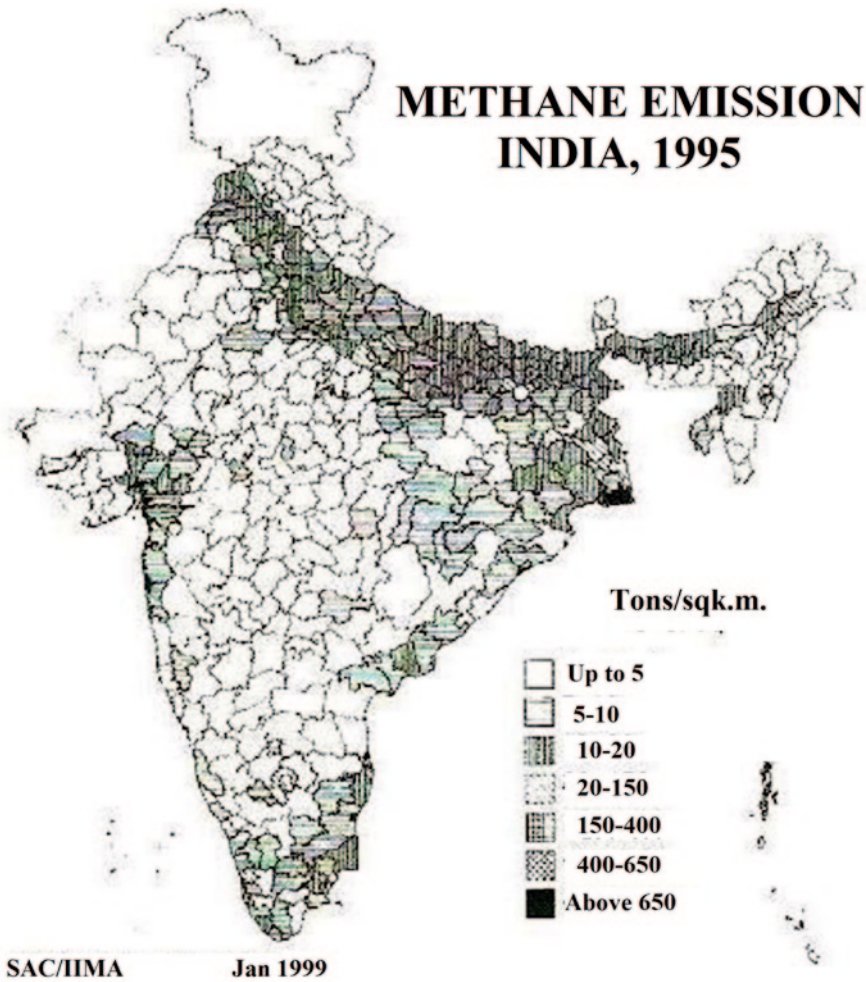 METHANE EMISSION
INDIA, 1995
Tons/sqk.m.
Up to 5
5-10
10-20
20-150
150-400
400-650
Above 650
SAC/IIMA Jan 1999